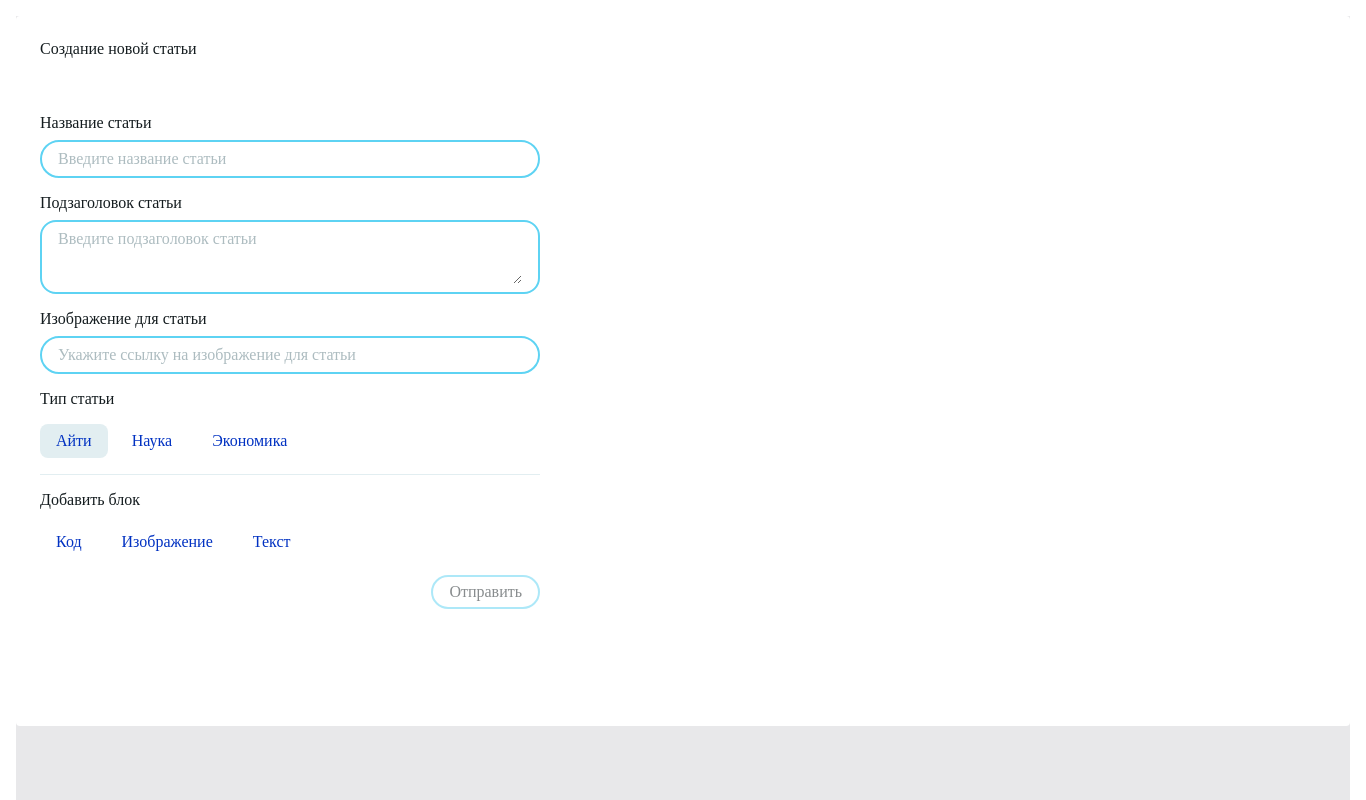 Создание новой статьи
Название статьи
Введите название статьи
Подзаголовок статьи
Введите подзаголовок статьи
Изображение для статьи
Укажите ссылку на изображение для статьи
Тип статьи
Айти Наука Экономика
Добавить блок
Код Изображение Текст
Отправить